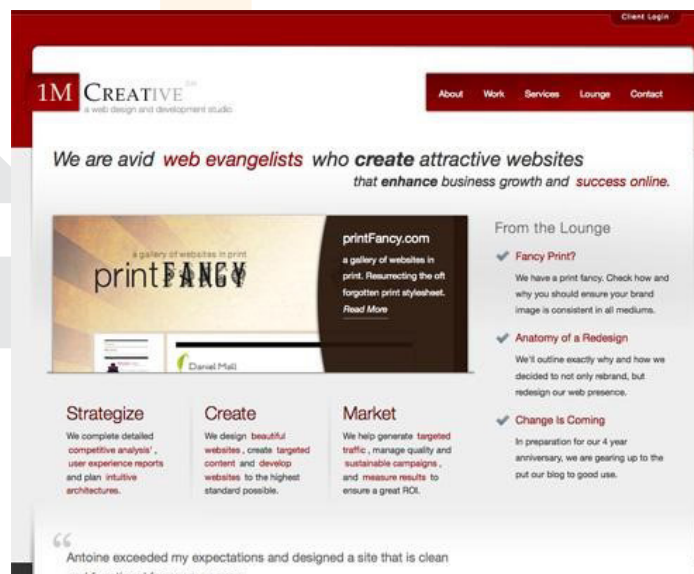 Client Login
1M CREATIVE
a web design and development studio
About Work Services Lounge Contact
We are avid web evangelists who create attractive websites
that enhance business growth and success online.
a gallery of websites in print
printFANCY
Daniel Mall
printFancy.com
a gallery of websites in
print. Resurrecting the oft
forgotten print stylesheet.
Read More
From the Lounge
Fancy Print?
We have a print fancy. Check how and
why you should ensure your brand
image is consistent in all mediums.
Anatomy of a Redesign
We'll outline exactly why and how we
decided to not only rebrand, but
redesign our web presence.
Change Is Coming
In preparation for our 4 year
anniversary, we are gearing up to the
put our blog to good use.
Strategize
We complete detailed
competitive analysis',
user experience reports
and plan intuitive
architectures.
Create
We design beautiful
websites, create targeted
content and develop
websites to the highest
standard possible.
Market
We help generate targeted
traffic, manage quality and
sustainable campaigns,
and measure results to
ensure a great ROI.
“
Antoine exceeded my expectations and designed a site that is clean